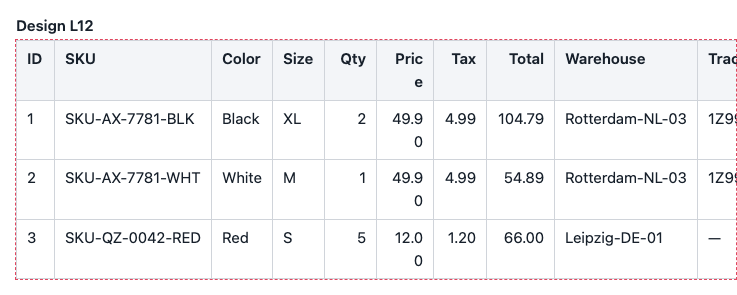 Design L12
ID SKU Color Size Qty Pric Tax Total Warehouse Trac
e
1 SKU-AX-7781-BLK Black XL 2 49.9 4.99 104.79 Rotterdam-NL-03 1Z99
0
2 SKU-AX-7781-WHT White M 1 49.9 4.99 54.89 Rotterdam-NL-03 1Z99
0
3 SKU-QZ-0042-RED Red S 5 12.0 1.20 66.00 Leipzig-DE-01 —
0